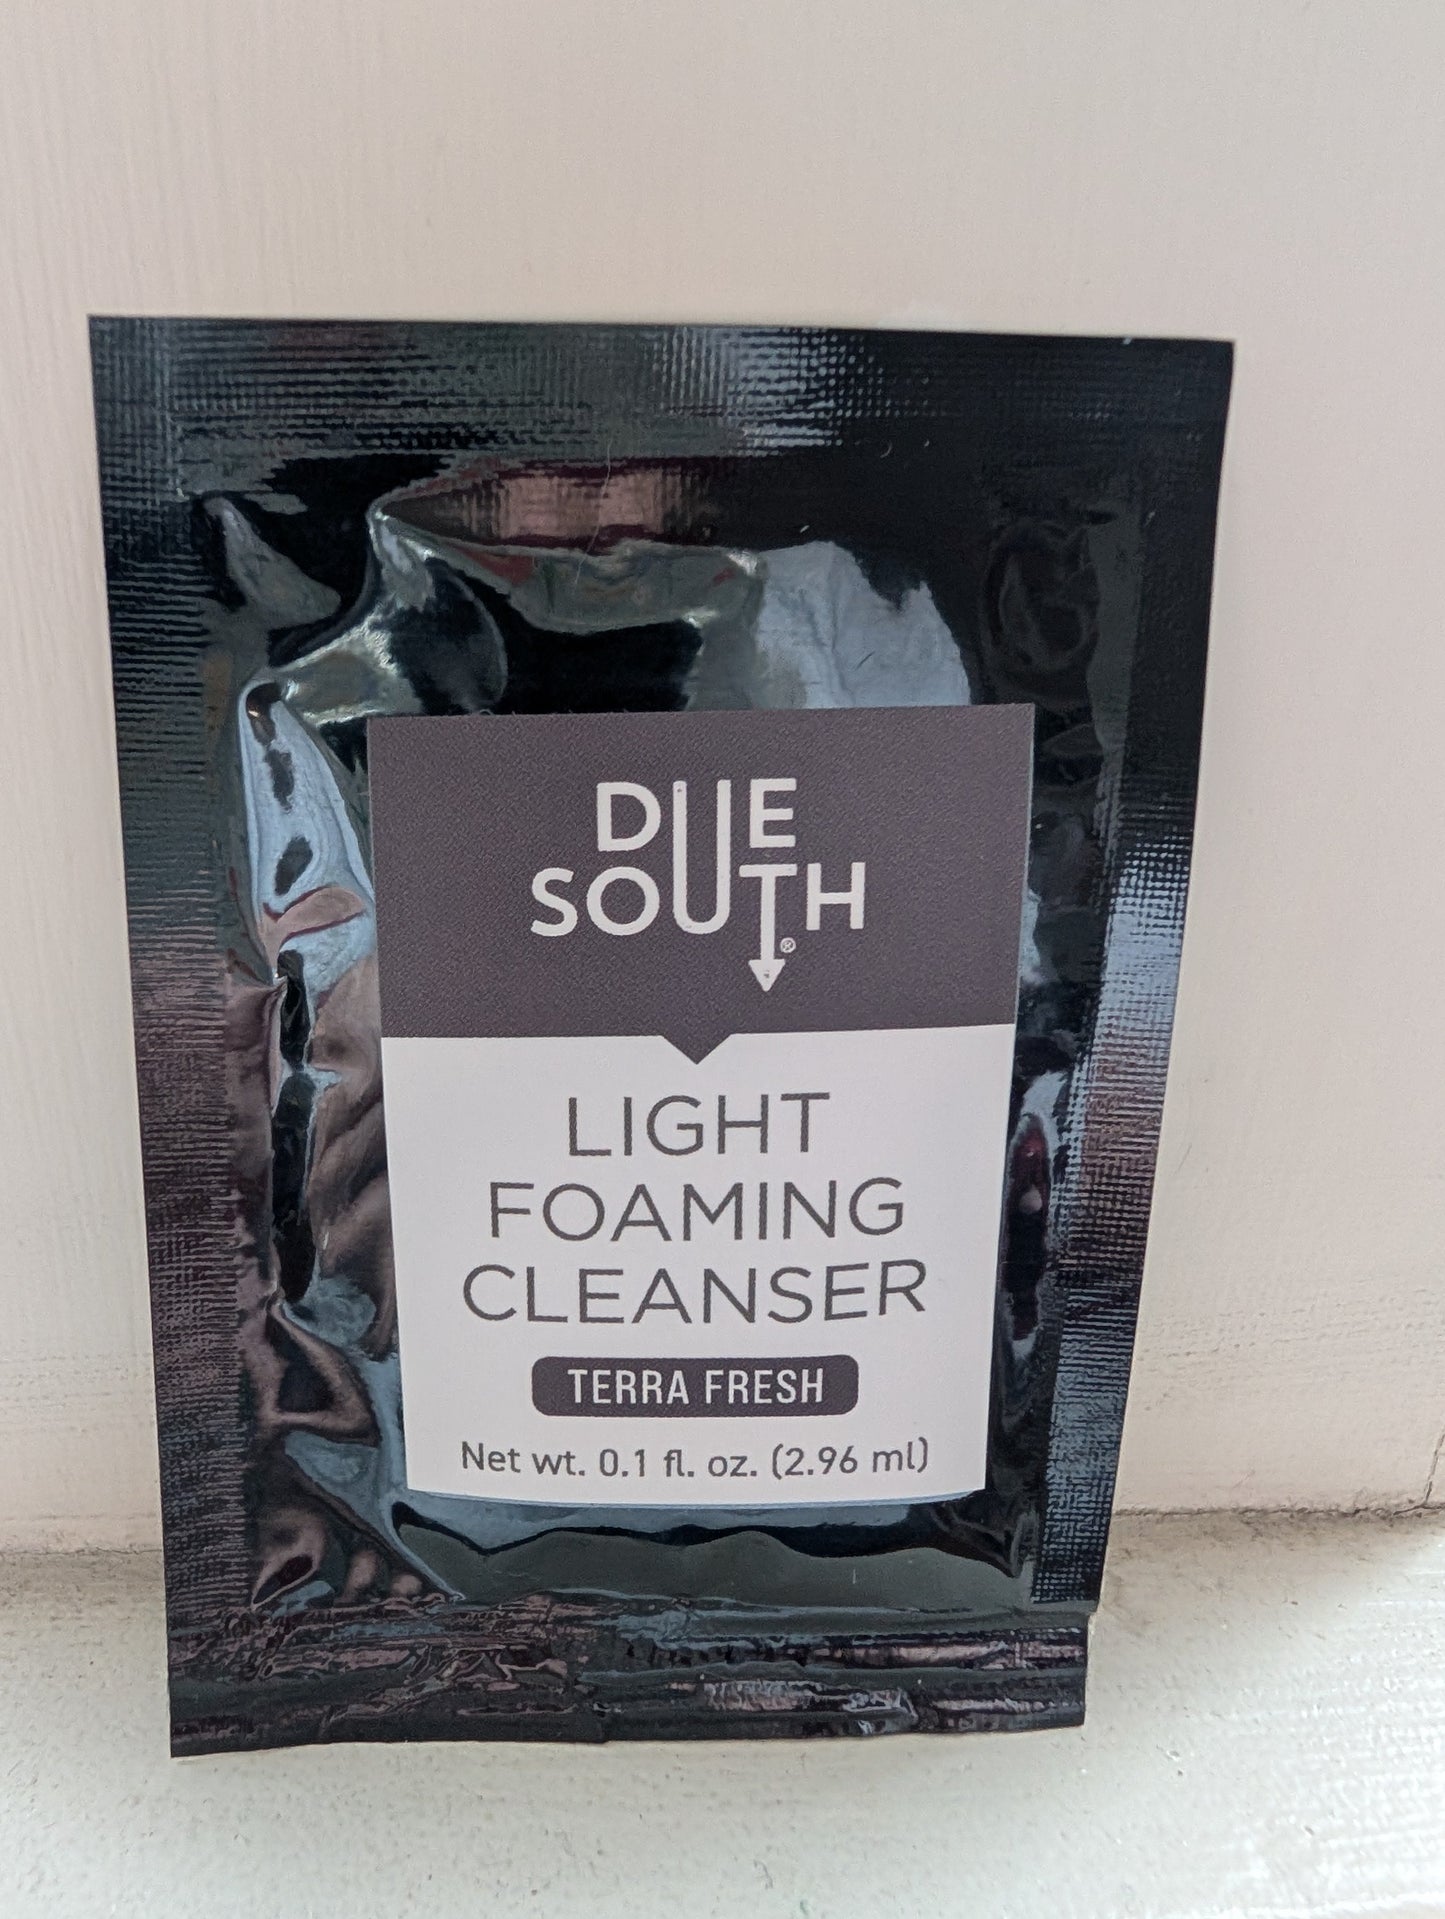 DUE
SOUTH®
LIGHT
FOAMING
CLEANSER
TERRA FRESH
Net wt. 0.1 fl. oz. (2.96 ml)